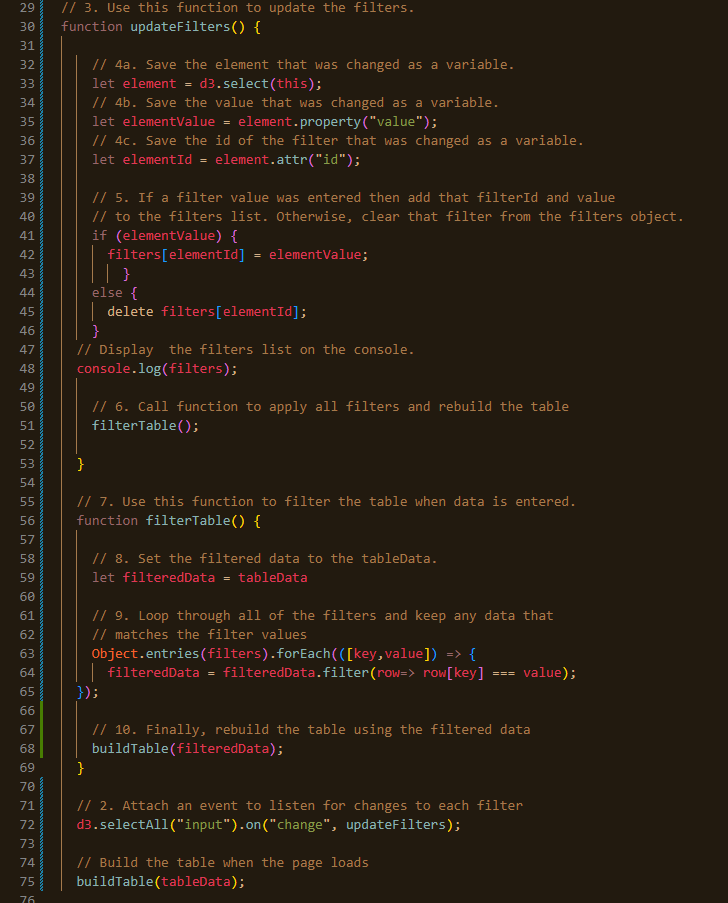 29 // 3. Use this function to update the filters.
30 function updateFilters() {
31
32 // 4a. Save the element that was changed as a variable.
33 let element = d3.select(this);
34 // 4b. Save the value that was changed as a variable.
35 let elementValue = element.property("value");
36 // 4c. Save the id of the filter that was changed as a variable.
37 let elementId = element.attr("id");
38
39 // 5. If a filter value was entered then add that filterId and value
40 // to the filters list. Otherwise, clear that filter from the filters object.
41 if (elementValue) {
42 filters[elementId] = elementValue;
43 }
44 else {
45 delete filters[elementId];
46 }
47 // Display  the filters list on the console.
48 console.log(filters);
49
50 // 6. Call function to apply all filters and rebuild the table
51 filterTable();
52
53 }
54
55 // 7. Use this function to filter the table when data is entered.
56 function filterTable() {
57
58 // 8. Set the filtered data to the tableData.
59 let filteredData = tableData
60
61 // 9. Loop through all of the filters and keep any data that
62 // matches the filter values
63 Object.entries(filters).forEach(([key,value]) => {
64 filteredData = filteredData.filter(row=> row[key] === value);
65 });
66
67 // 10. Finally, rebuild the table using the filtered data
68 buildTable(filteredData);
69 }
70
71 // 2. Attach an event to listen for changes to each filter
72 d3.selectAll("input").on("change", updateFilters);
73
74 // Build the table when the page loads
75 buildTable(tableData);
76